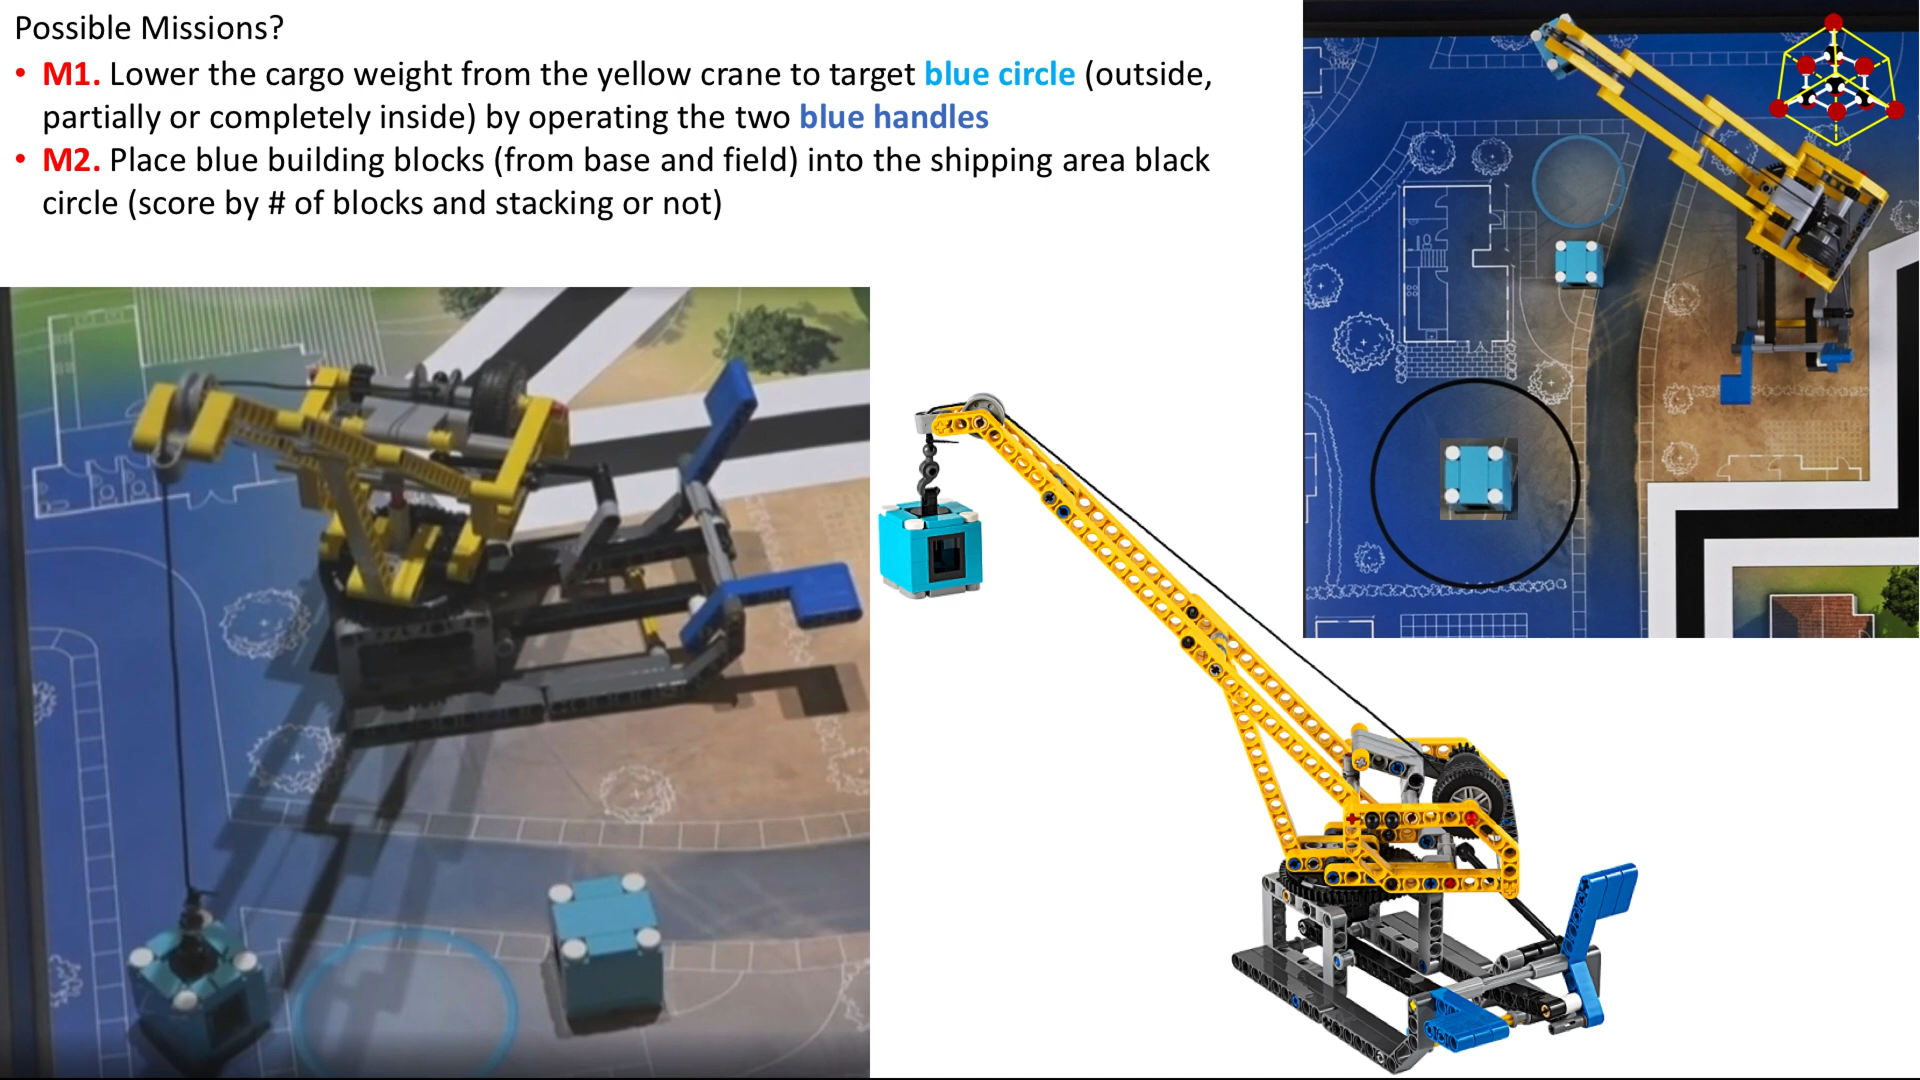 Possible Missions?
• M1. Lower the cargo weight from the yellow crane to target blue circle (outside,
partially or completely inside) by operating the two blue handles
• M2. Place blue building blocks (from base and field) into the shipping area black
circle (score by # of blocks and stacking or not)